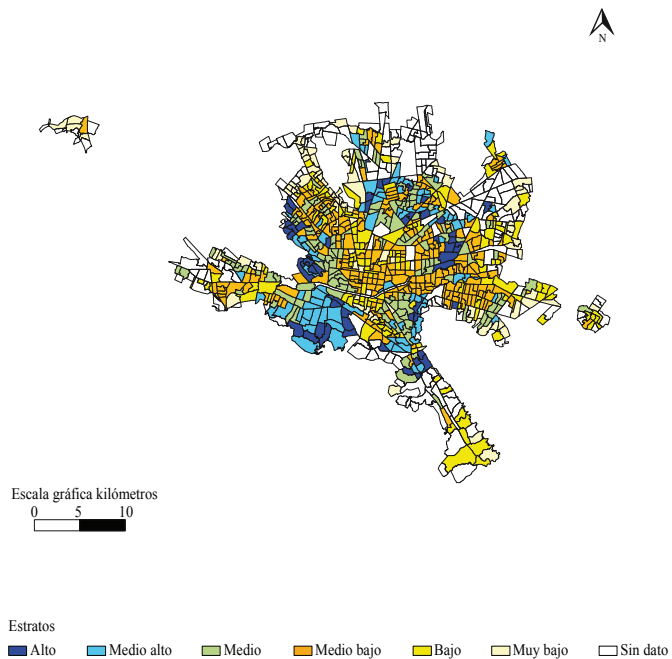 N
Escala gráfica kilómetros
0 5 10
Estratos
Alto Medio alto Medio Medio bajo Bajo Muy bajo Sin dato